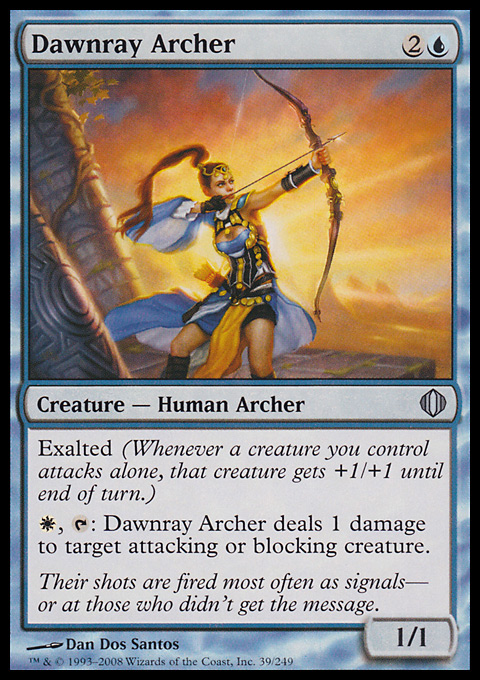 Dawnray Archer 2
Creature — Human Archer
Exalted (Whenever a creature you control
attacks alone, that creature gets +1/+1 until
end of turn.)
, : Dawnray Archer deals 1 damage
to target attacking or blocking creature.
Their shots are fired most often as signals—
or at those who didn't get the message.
Dan Dos Santos
1/1
™ & © 1993–2008 Wizards of the Coast, Inc. 39/249